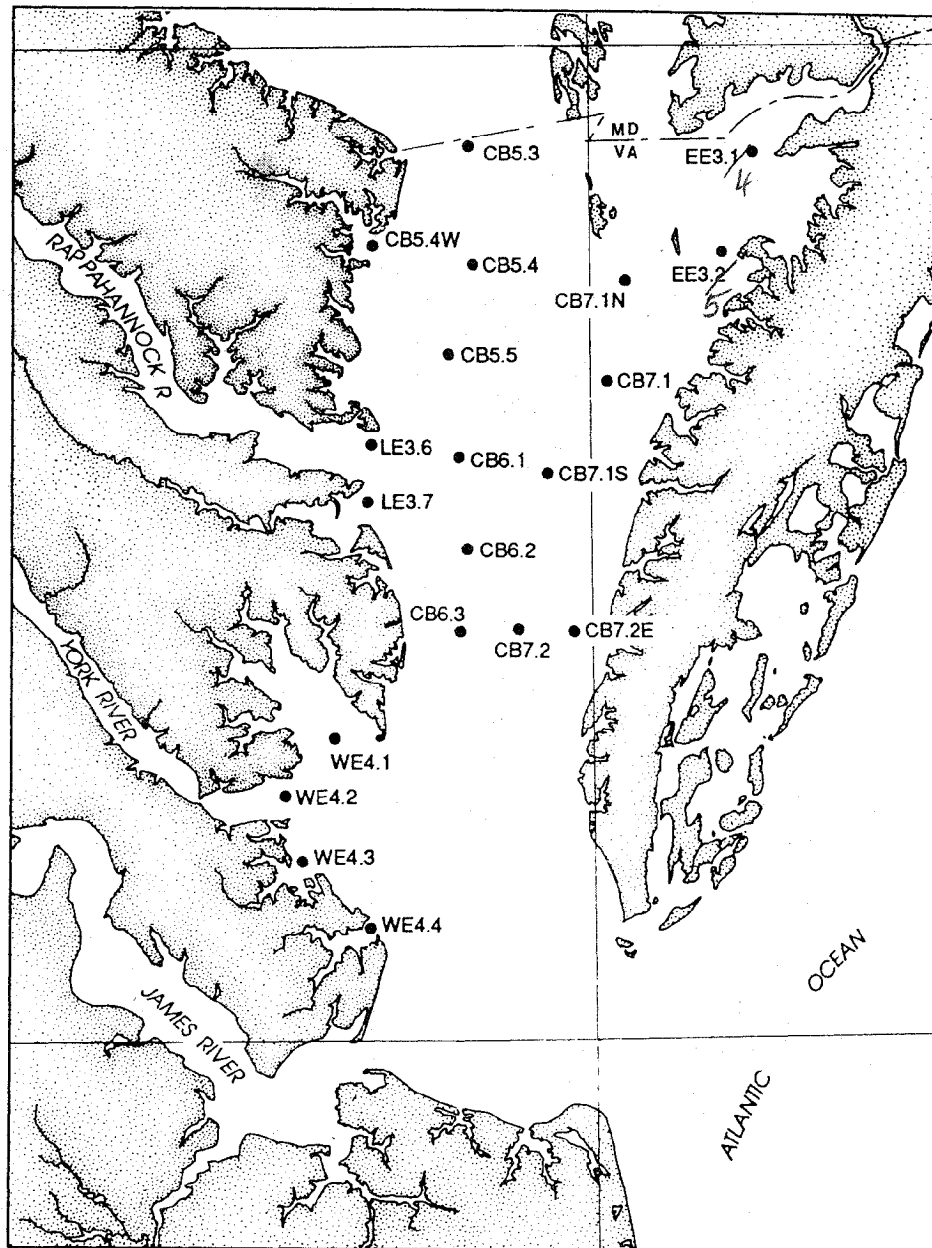 MD
VA
CB5.3
EE3.1
4
CB5.4W
CB5.4
EE3.2
CB7.1N
5
RAPPAHANNOCK R
CB5.5
CB7.1
LE3.6
CB6.1
CB7.1S
LE3.7
CB6.2
CB6.3
CB7.2
CB7.2E
YORK RIVER
WE4.1
WE4.2
WE4.3
WE4.4
JAMES RIVER
OCEAN
ATLANTIC